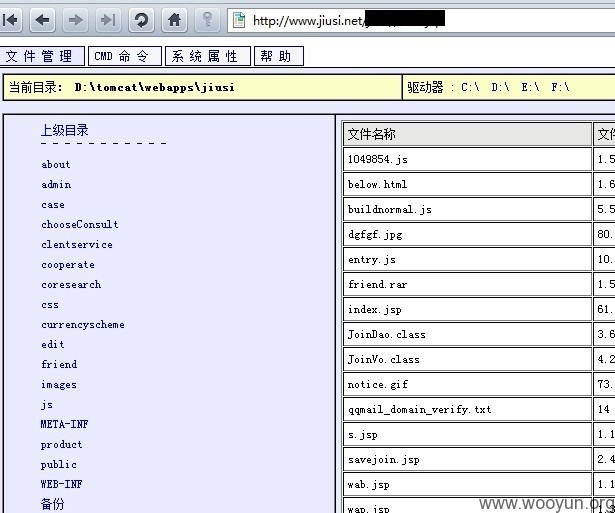 http://www.jiusi.net/
文件管理 CMD命令 系统属性 帮助
当前目录: D:\tomcat\webapps\jiusi 驱动器 : C:\ D:\ E:\ F:\
上级目录
- - - - - - - - - - -
about
admin
case
chooseConsult
clentservice
cooperate
coresearch
css
currencyscheme
edit
friend
images
js
META-INF
product
public
WEB-INF
备份
文件名称 文
1049854.js 1.5
below.html 1.6
buildnormal.js 5.5
dgfgf.jpg 80.
entry.js 10.
friend.rar 1.5
index.jsp 61.
JoinDao.class 3.6
JoinVo.class 4.2
notice.gif 73.
qqmail_domain_verify.txt 14
s.jsp 1.1
savejoin.jsp 2.4
wab.jsp 1.1
wap.jsp
www.wooyun.org